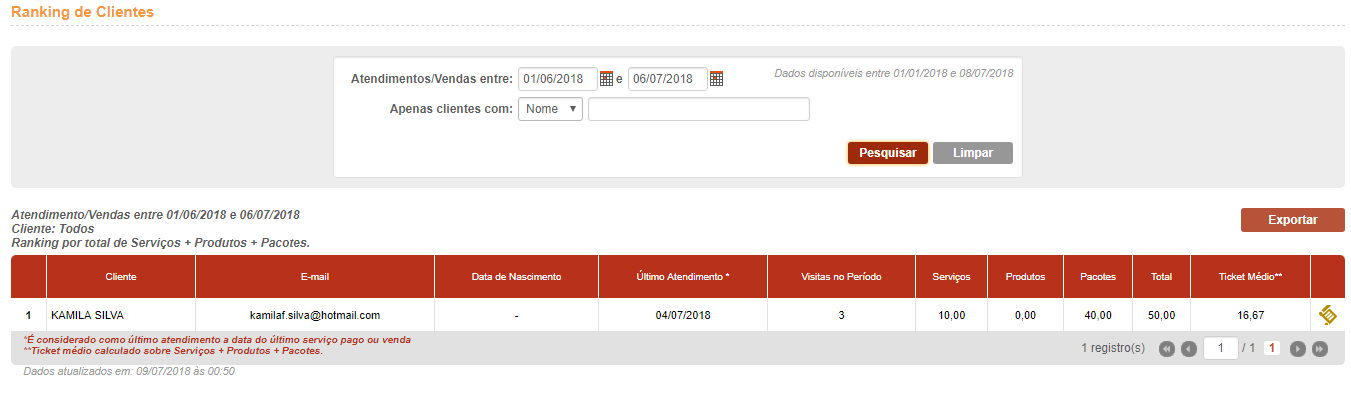 Ranking de Clientes
Atendimentos/Vendas entre: 01/06/2018 e 06/07/2018 Dados disponíveis entre 01/01/2018 e 08/07/2018
Apenas clientes com: Nome
Pesquisar Limpar
Atendimento/Vendas entre 01/06/2018 e 06/07/2018
Cliente: Todos
Ranking por total de Serviços + Produtos + Pacotes.
Exportar
Cliente E-mail Data de Nascimento Último Atendimento * Visitas no Período Serviços Produtos Pacotes Total Ticket Médio**
1 KAMILA SILVA kamilaf.silva@hotmail.com - 04/07/2018 3 10,00 0,00 40,00 50,00 16,67
*É considerado como último atendimento a data do último serviço pago ou venda
**Ticket médio calculado sobre Serviços + Produtos + Pacotes.
1 registro(s) 1 / 1 1
Dados atualizados em: 09/07/2018 às 00:50